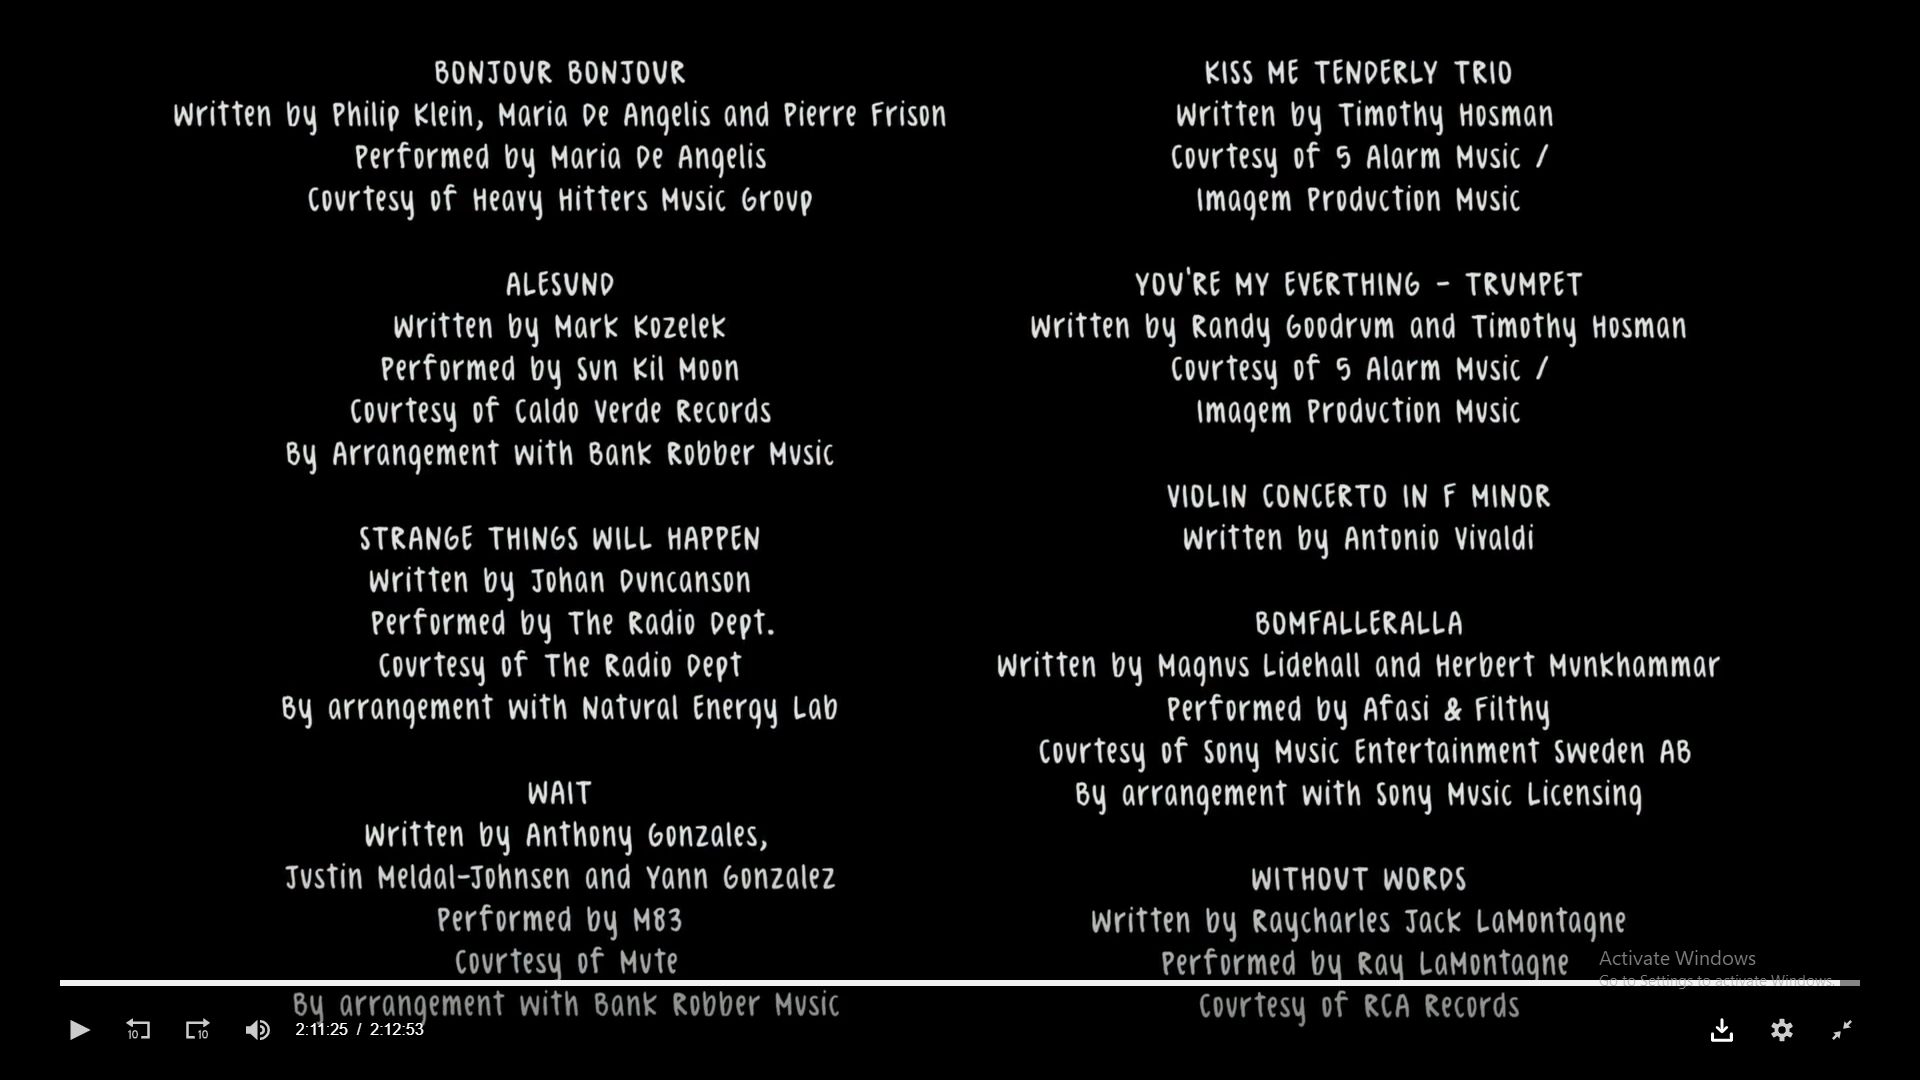 BONJOUR BONJOUR
Written by Philip Klein, Maria De Angelis and Pierre Frison
Performed by Maria De Angelis
Courtesy of Heavy Hitters Music Group
ALESUND
Written by Mark Kozelek
Performed by Sun Kil Moon
Courtesy of Caldo Verde Records
By Arrangement with Bank Robber Music
STRANGE THINGS WILL HAPPEN
Written by Johan Duncanson
Performed by The Radio Dept.
Courtesy of The Radio Dept
By arrangement with Natural Energy Lab
WAIT
Written by Anthony Gonzales,
Justin Meldal-Johnsen and Yann Gonzalez
Performed by M83
Courtesy of Mute
By arrangement with Bank Robber Music
KISS ME TENDERLY TRIO
Written by Timothy Hosman
Courtesy of 5 Alarm Music /
Imagem Production Music
YOU'RE MY EVERTHING - TRUMPET
Written by Randy Goodrum and Timothy Hosman
Courtesy of 5 Alarm Music /
Imagem Production Music
VIOLIN CONCERTO IN F MINOR
Written by Antonio Vivaldi
BOMFALLERALLA
Written by Magnus Lidehall and Herbert Munkhammar
Performed by Afasi & Filthy
Courtesy of Sony Music Entertainment Sweden AB
By arrangement with Sony Music Licensing
WITHOUT WORDS
Written by Raycharles Jack LaMontagne
Performed by Ray LaMontagne
Courtesy of RCA Records
Activate Windows
Go to Settings to activate Windows.
10
10
2:11:25 / 2:12:53